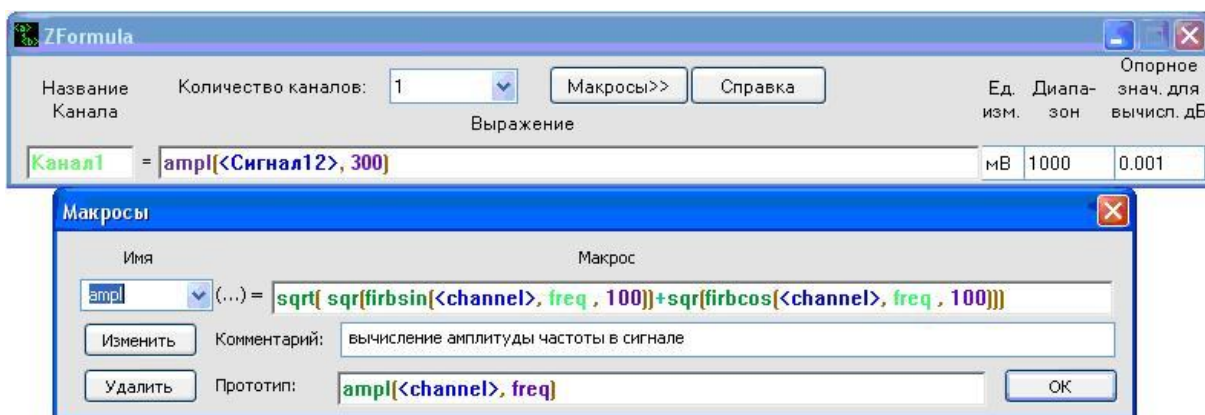 ZFormula
Название Канала
Количество каналов: 1
Макросы>> Справка
Выражение
Ед. изм.
Диапа-зон
Опорное знач. для вычисл. дБ
Канал1 = ampl(<Сигнал12>, 300) мВ 1000 0.001
Макросы
Имя Макрос
ampl (...) = sqrt( sqr(firbsin(<channel>, freq , 100))+sqr(firbcos(<channel>, freq , 100)))
Изменить Комментарий: вычисление амплитуды частоты в сигнале
Удалить Прототип: ampl(<channel>, freq) OK